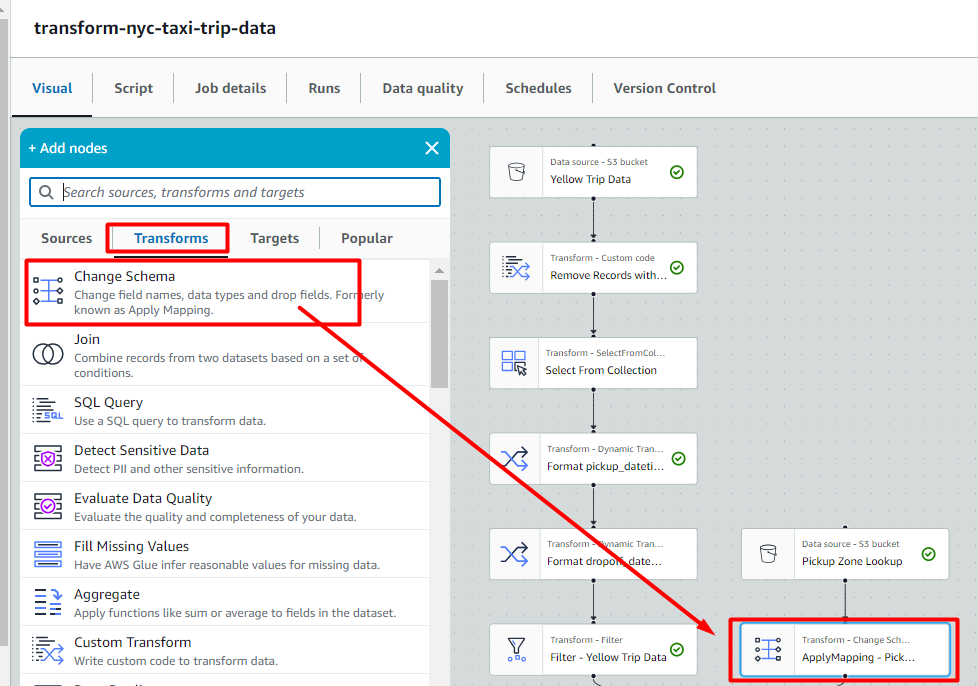 transform-nyc-taxi-trip-data
Visual
Script
Job details
Runs
Data quality
Schedules
Version Control
+ Add nodes
Search sources, transforms and targets
Sources
Transforms
Targets
Popular
Change Schema
Change field names, data types and drop fields. Formerly
known as Apply Mapping.
Join
Combine records from two datasets based on a set of
conditions.
SQL Query
SQL
Use a SQL query to transform data.
Detect Sensitive Data
Detect PII and other sensitive information.
Evaluate Data Quality
Evaluate the quality and completeness of your data.
Fill Missing Values
Have AWS Glue infer reasonable values for missing data.
Aggregate
Apply functions like sum or average to fields in the dataset.
Custom Transform
Write custom code to transform data.
Data source - S3 bucket
Yellow Trip Data
Transform - Custom code
Remove Records with...
Transform - SelectFromCol...
Select From Collection
Transform - Dynamic Tran...
Format pickup_dateti...
Transform - Dynamic Tran...
Format dropoff_date...
Transform - Filter
Filter - Yellow Trip Data
Data source - S3 bucket
Pickup Zone Lookup
Transform - Change Sch...
ApplyMapping - Pick...